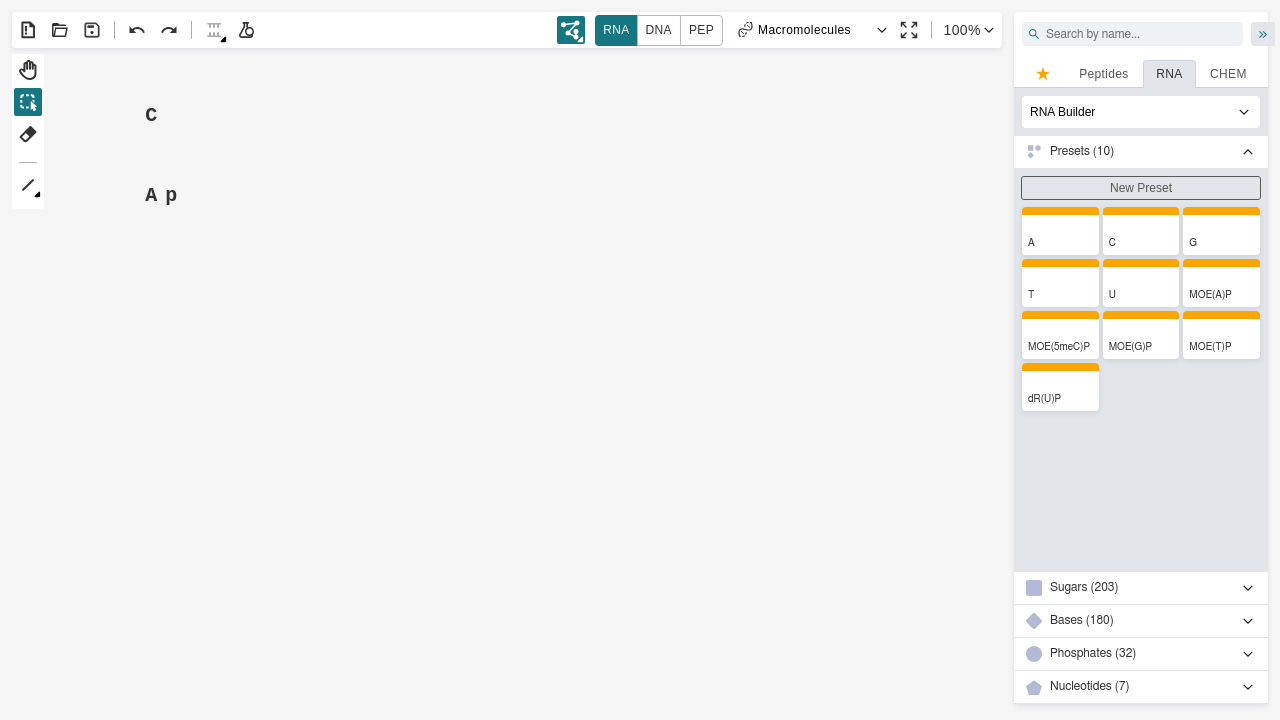 RNA DNA PEP Macromolecules 100%
Search by name...
Peptides RNA CHEM
RNA Builder
Presets (10)
New Preset
A C G
T U MOE(A)P
MOE(5meC)P MOE(G)P MOE(T)P
dR(U)P
Sugars (203)
Bases (180)
Phosphates (32)
Nucleotides (7)
C
A p